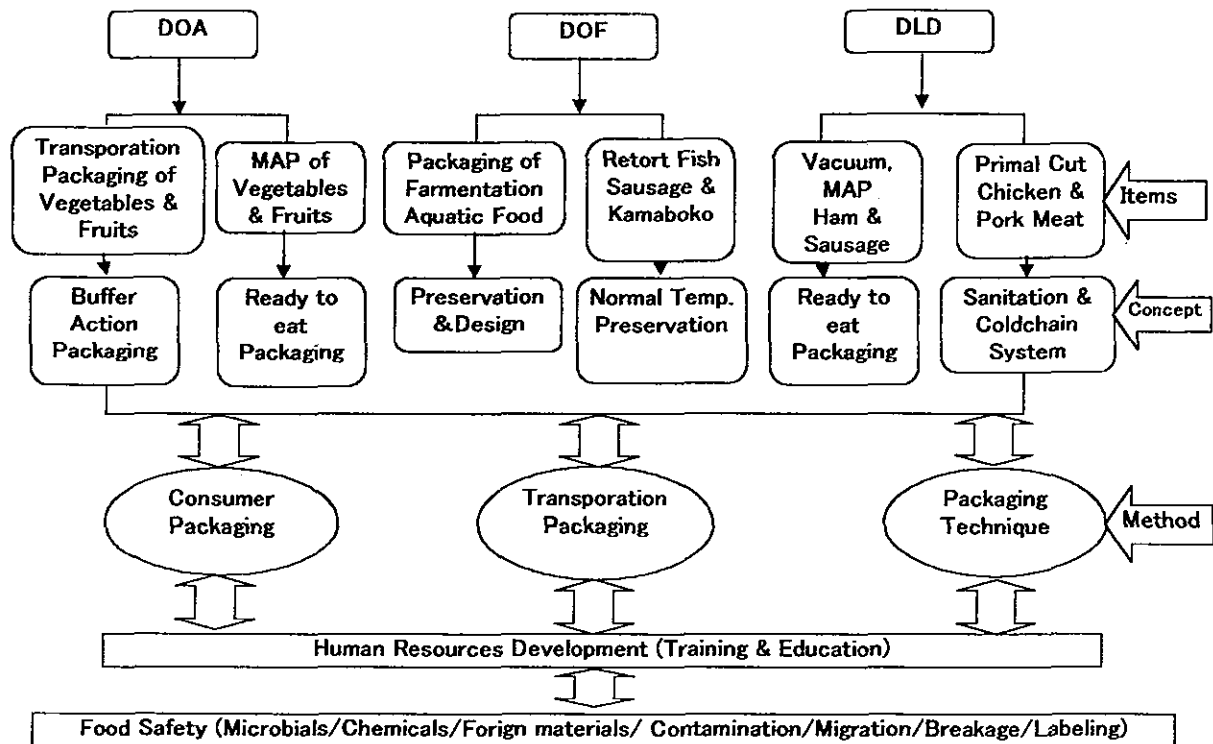 DOA
DOF
DLD
Transporation
Packaging of
Vegetables &
Fruits
MAP of
Vegetables
& Fruits
Packaging of
Farmentation
Aquatic Food
Retort Fish
Sausage &
Kamaboko
Vacuum,
MAP
Ham &
Sausage
Primal Cut
Chicken &
Pork Meat
Items
Buffer
Action
Packaging
Ready to
eat
Packaging
Preservation
&Design
Normal Temp.
Preservation
Ready to
eat
Packaging
Sanitation &
Coldchain
System
Concept
Consumer
Packaging
Transporation
Packaging
Packaging
Technique
Method
Human Resources Development (Training & Education)
Food Safety (Microbials/Chemicals/Forign materials/ Contamination/Migration/Breakage/Labeling)